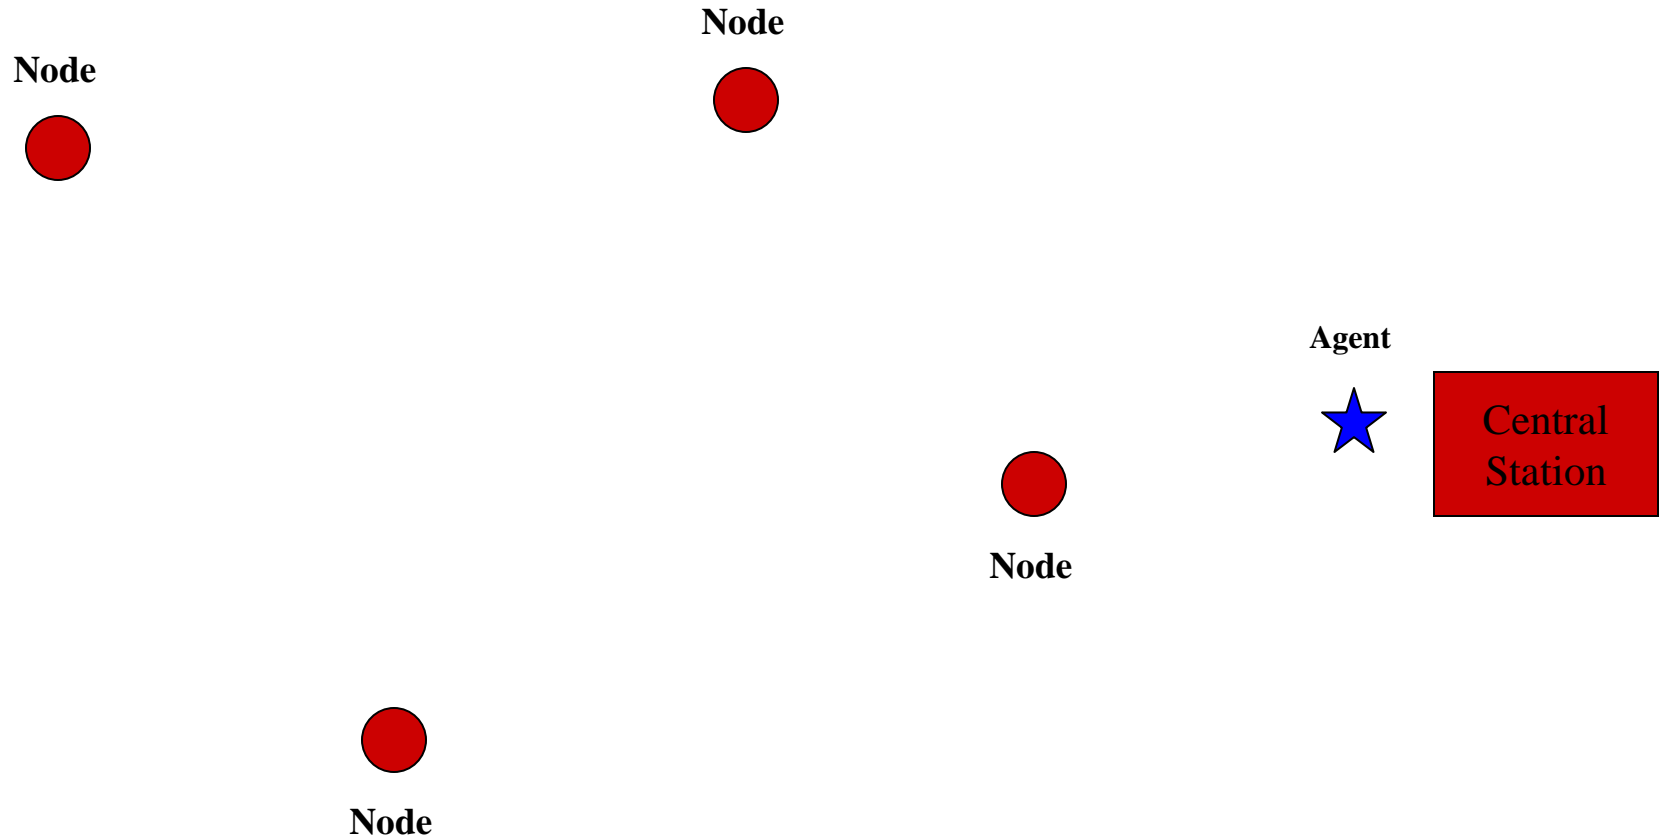 Node
Node
Agent
Central
Station
Node
Node